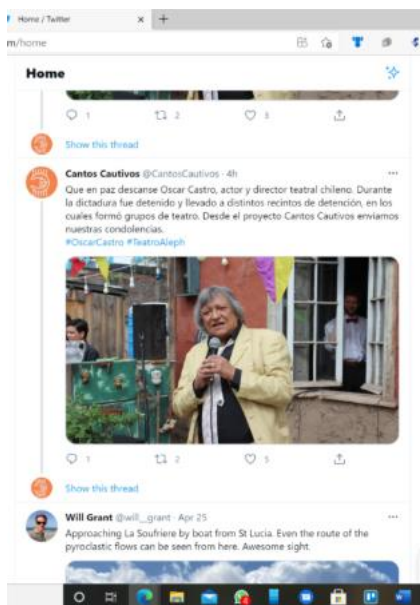 Home / Twitter
m/home
Home
1 2 3
Show this thread
Cantos Cautivos @CantosCautivos · 4h
Que en paz descanse Oscar Castro, actor y director teatral chileno. Durante
la dictadura fue detenido y llevado a distintos recintos de detención, en los
cuales formó grupos de teatro. Desde el proyecto Cantos Cautivos enviamos
nuestras condolencias.
#OscarCastro #TeatroAleph
1 2 5
Show this thread
Will Grant @will_grant · Apr 25
Approaching La Soufriere by boat from St Lucia. Even the route of the
pyroclastic flows can be seen from here. Awesome sight.